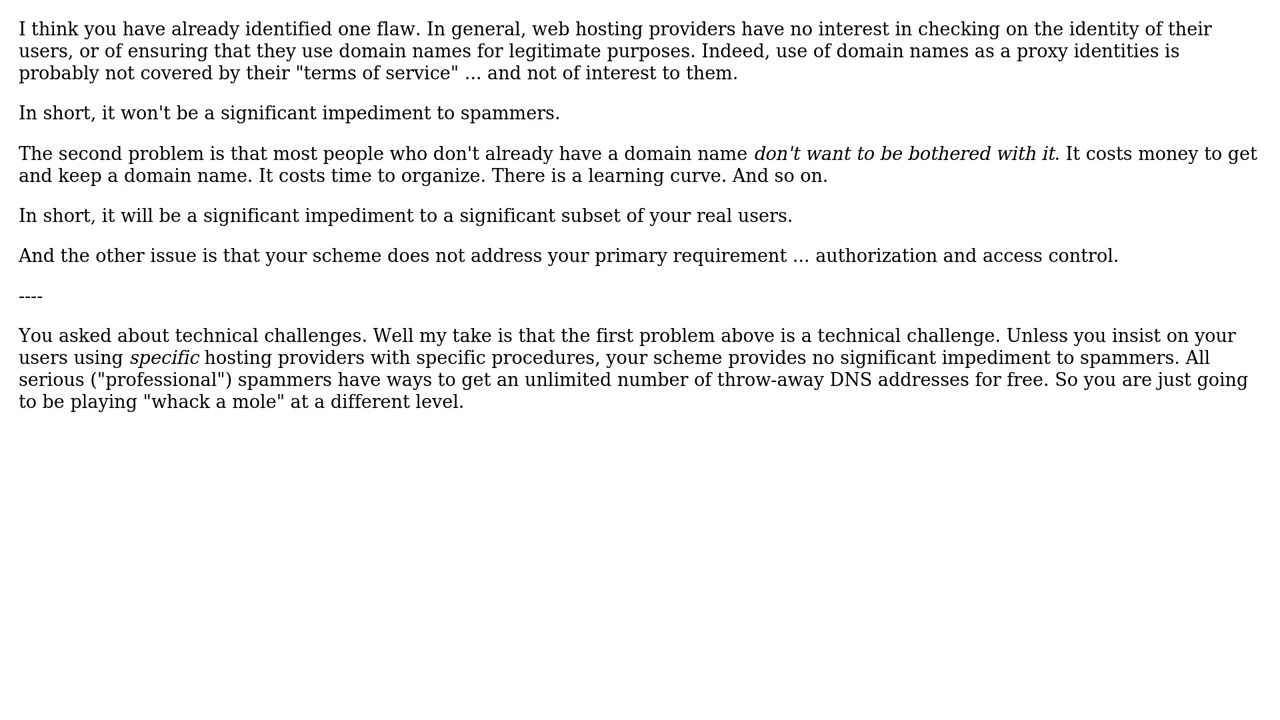 I think you have already identified one flaw. In general, web hosting providers have no interest in checking on the identity of their
users, or of ensuring that they use domain names for legitimate purposes. Indeed, use of domain names as a proxy identities is
probably not covered by their "terms of service" ... and not of interest to them.
In short, it won't be a significant impediment to spammers.
The second problem is that most people who don't already have a domain name don't want to be bothered with it. It costs money to get
and keep a domain name. It costs time to organize. There is a learning curve. And so on.
In short, it will be a significant impediment to a significant subset of your real users.
And the other issue is that your scheme does not address your primary requirement ... authorization and access control.
----
You asked about technical challenges. Well my take is that the first problem above is a technical challenge. Unless you insist on your
users using specific hosting providers with specific procedures, your scheme provides no significant impediment to spammers. All
serious ("professional") spammers have ways to get an unlimited number of throw-away DNS addresses for free. So you are just going
to be playing "whack a mole" at a different level.